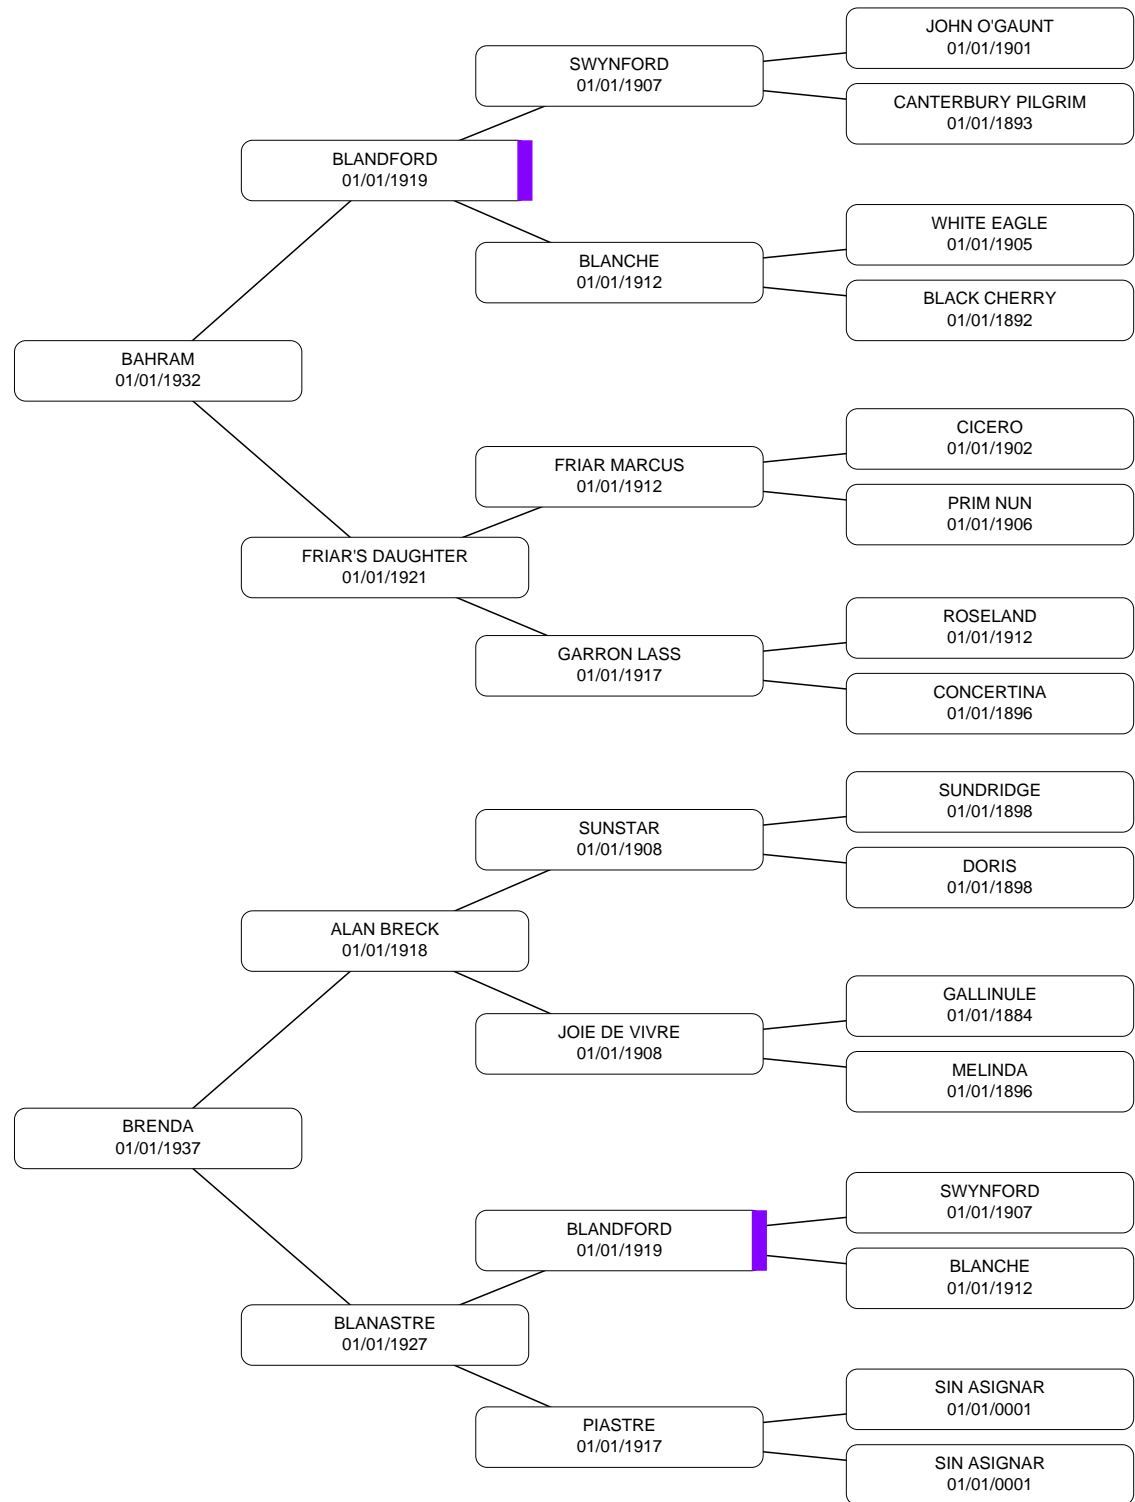 JOHN O'GAUNT
01/01/1901
SWYNFORD
01/01/1907
CANTERBURY PILGRIM
01/01/1893
BLANDFORD
01/01/1919
WHITE EAGLE
01/01/1905
BLANCHE
01/01/1912
BLACK CHERRY
01/01/1892
BAHRAM
01/01/1932
CICERO
01/01/1902
FRIAR MARCUS
01/01/1912
PRIM NUN
01/01/1906
FRIAR'S DAUGHTER
01/01/1921
ROSELAND
01/01/1912
GARRON LASS
01/01/1917
CONCERTINA
01/01/1896
SUNDRIDGE
01/01/1898
SUNSTAR
01/01/1908
DORIS
01/01/1898
ALAN BRECK
01/01/1918
GALLINULE
01/01/1884
JOIE DE VIVRE
01/01/1908
MELINDA
01/01/1896
BRENDA
01/01/1937
SWYNFORD
01/01/1907
BLANDFORD
01/01/1919
BLANCHE
01/01/1912
BLANASTRE
01/01/1927
SIN ASIGNAR
01/01/0001
PIASTRE
01/01/1917
SIN ASIGNAR
01/01/0001